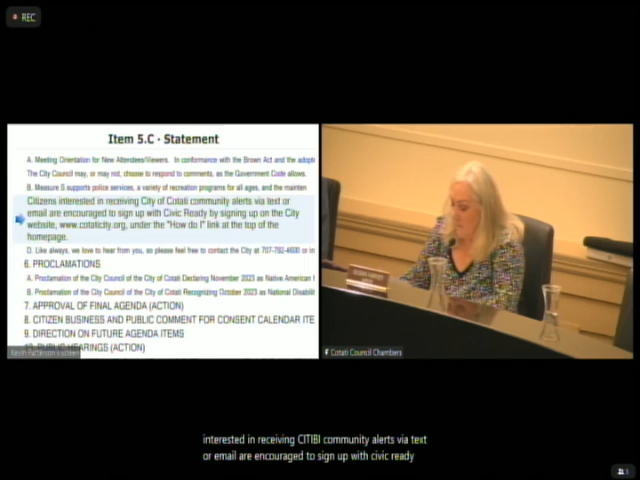 REC
Item 5.C - Statement
A. Meeting Orientation for New Attendees/Viewers. In conformance with the Brown Act and the adopt
The City Council may, or may not, choose to respond to comments, as the Government Code allows.
B. Measure S supports police services, a variety of recreation programs for all ages, and the mainten
Citizens interested in receiving City of Cotati community alerts via text or
email are encouraged to sign up with Civic Ready by signing up on the City
website, www.cotaticity.org, under the "How do I" link at the top of the
homepage.
D. Like always, we love to hear from you, so please feel free to contact the City at 707-792-4600 or in
6. PROCLAMATIONS
A. Proclamation of the City Council of the City of Cotati Declaring November 2023 as Native American H
B. Proclamation of the City Council of the City of Cotati Recognizing October 2023 as National Disabilit
7. APPROVAL OF FINAL AGENDA (ACTION)
8. CITIZEN BUSINESS AND PUBLIC COMMENT FOR CONSENT CALENDAR ITE
9. DIRECTION ON FUTURE AGENDA ITEMS
10. PUBLIC HEARINGS (ACTION)
Cotati Council Chambers
interested in receiving CITIBI community alerts via text
or email are encouraged to sign up with civic ready